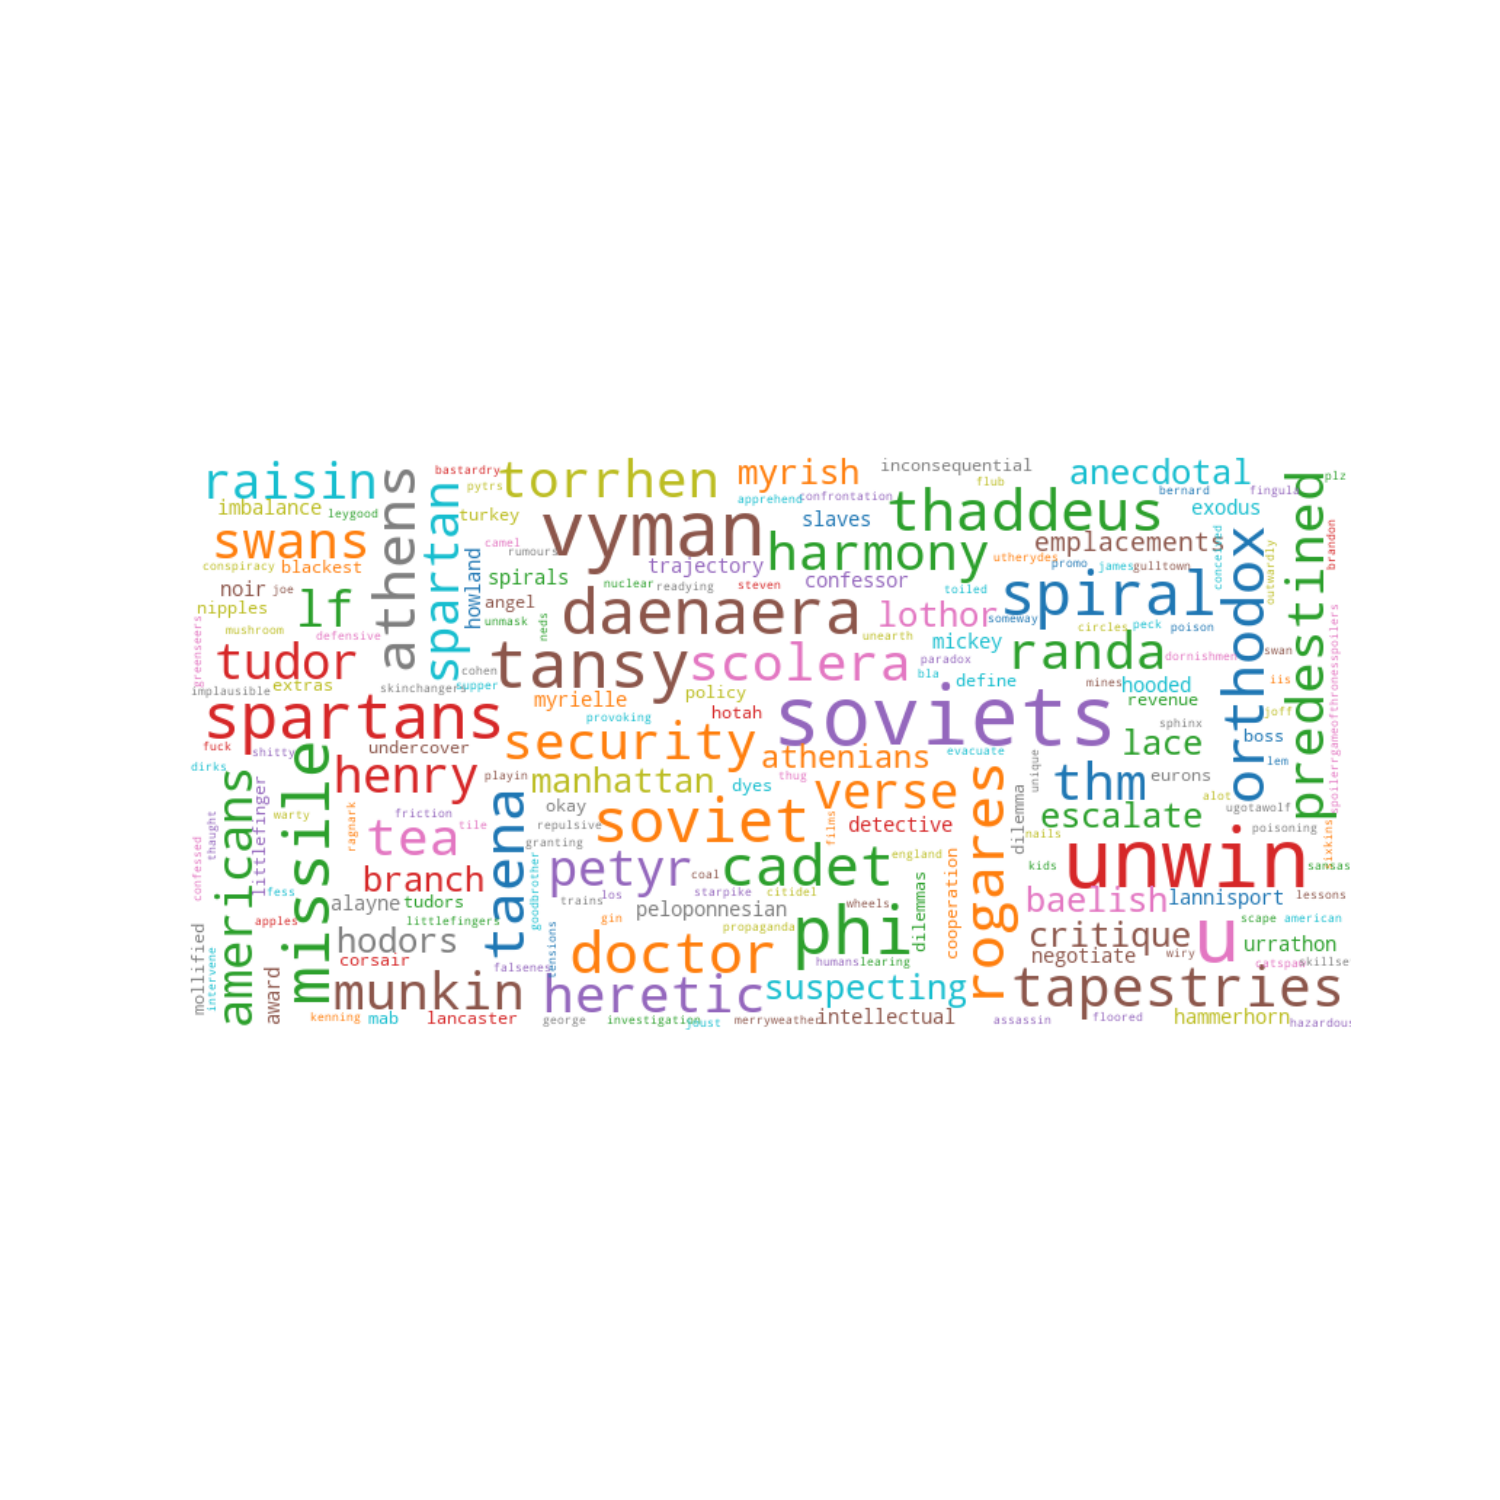 raisins
athens
spartan
bastardry
pytrs
torrhen
myrish
inconsequential
flub
anecdotal
bernard
plz
imbalance
leygood
turkey
vyman
apprehend
confrontation
slaves
thaddeus
exodus
predestined
swans
conspiracy
blackest
howland
camel
rumours
trajectory
harmony
utherydes
emplacements
promo
james
gulltown
concerned
orthodox
outwardly
brandon
noir
joe
nipples
lf
spirals
angel
unmask
neds
nuclear
readying
steven
confessor
toiled
daenaera
lothor
someway
spiral
circles
peck
poison
mushroom
defensive
greenseers
tudor
implausible
extras
skinchangers
cohen
supper
tansy
scolera
unearth
mickey
paradox
bla
define
randa
dornishmen
swan
mines
hooded
revenue
iis
joff
spoilerrgameofthronesspoilers
myrielle
policy
provoking
hotah
soviets
sphinx
boss
lem
spartans
fuck
shitty
dirks
undercover
security
athenians
evacuate
unique
lace
eurons
thm
alot
ugotawolf
americans
littlefinger
missile
henry
playin
manhattan
dyes
thug
verse
films
rogares
dilemma
escalate
poisoning
thaught
warty
ragnark
friction
tea
tile
taena
okay
repulsive
granting
soviet
detective
england
nails
kids
unwin
sansas
confessed
fess
branch
goodbrother
petyr
coal
cadet
starpike
citidel
cooperation
dilemmas
baelish
lannisport
lessons
alayne
tudors
littlefingers
apples
trains
los
gin
peloponnesian
propaganda
wheels
phi
scape
american
mollified
intervene
hodors
corsair
falsenes
tensions
doctor
humans
learing
critique
negotiate
wiry
u
urrathon
catspaw
award
munkin
heretic
suspecting
tapestries
kenning
mab
lancaster
george
investigation
joust
merryweather
intellectual
assassin
floored
hammerhorn